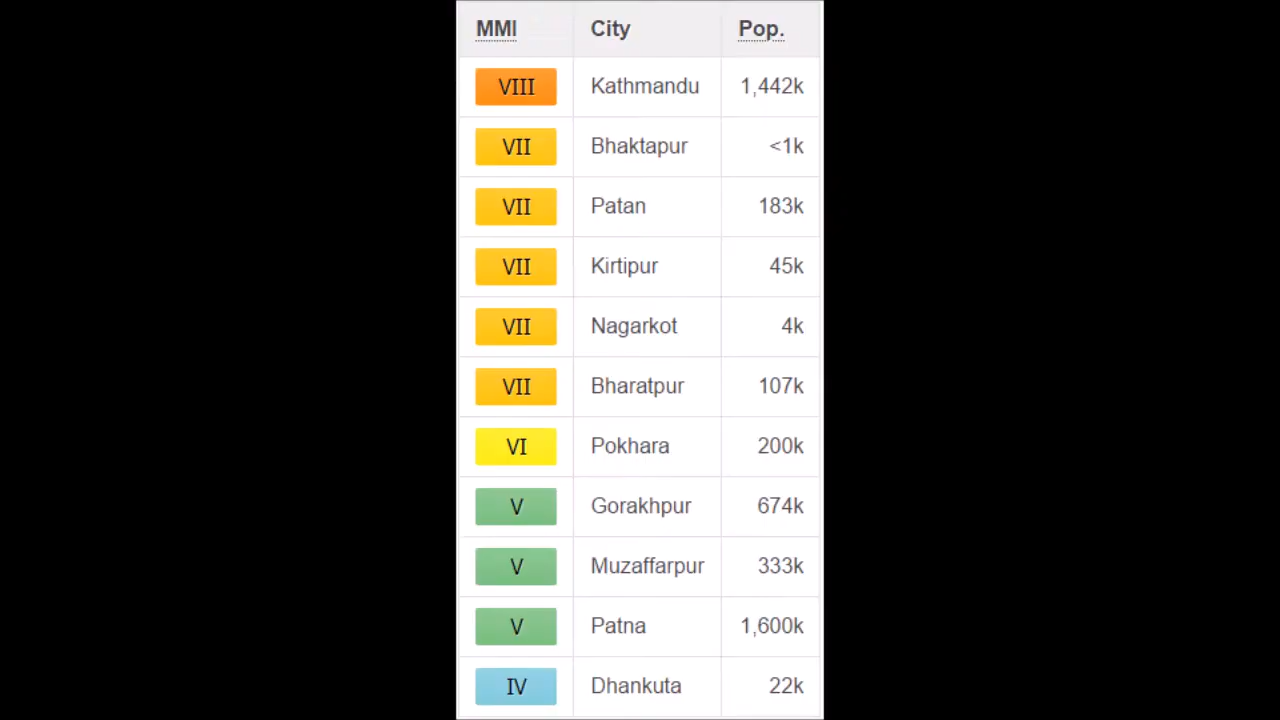 MMI City Pop.
VIII Kathmandu 1,442k
VII Bhaktapur <1k
VII Patan 183k
VII Kirtipur 45k
VII Nagarkot 4k
VII Bharatpur 107k
VI Pokhara 200k
V Gorakhpur 674k
V Muzaffarpur 333k
V Patna 1,600k
IV Dhankuta 22k